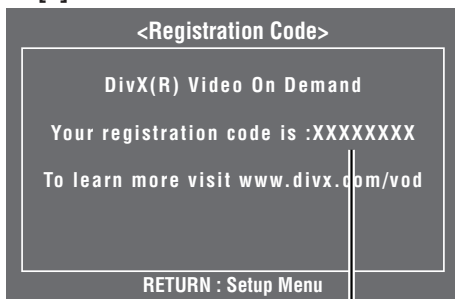 <Registration Code>
DivX(R) Video On Demand
Your registration code is :XXXXXXXX
To learn more visit www.divx.com/vod
RETURN : Setup Menu